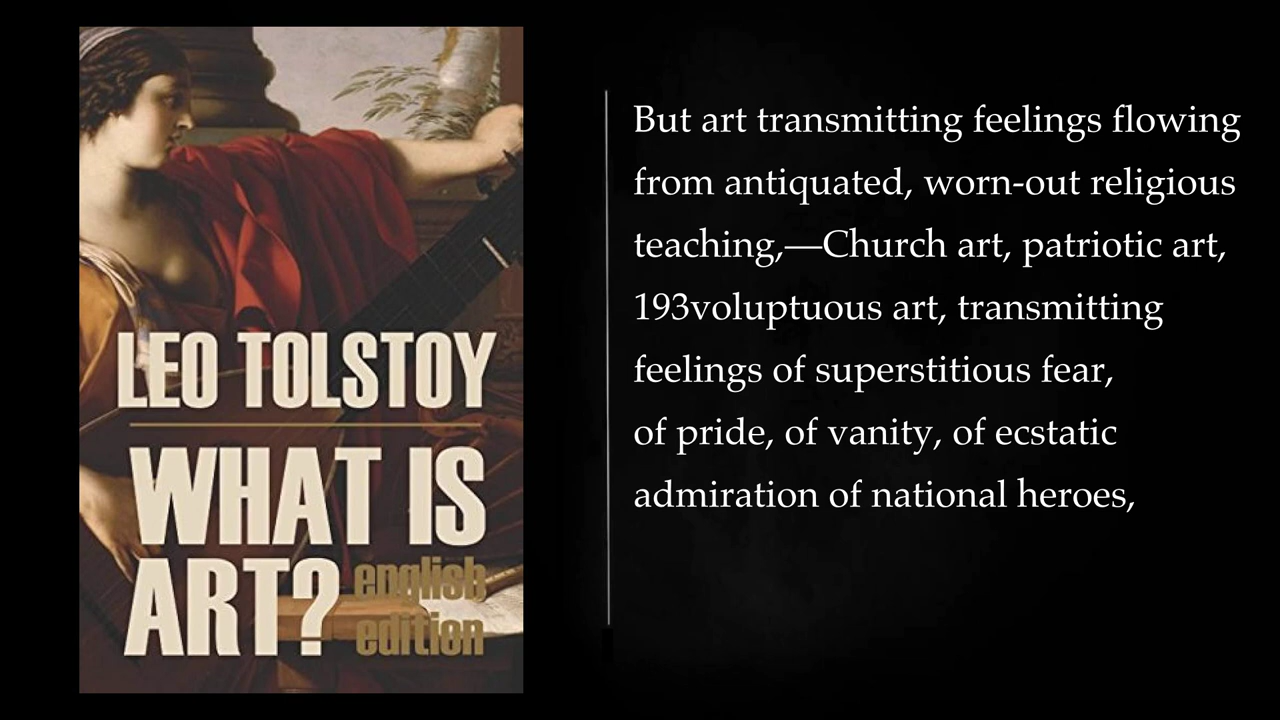 LEO TOLSTOY
WHAT IS
ART?
english
edition
But art transmitting feelings flowing
from antiquated, worn-out religious
teaching,—Church art, patriotic art,
193voluptuous art, transmitting
feelings of superstitious fear,
of pride, of vanity, of ecstatic
admiration of national heroes,